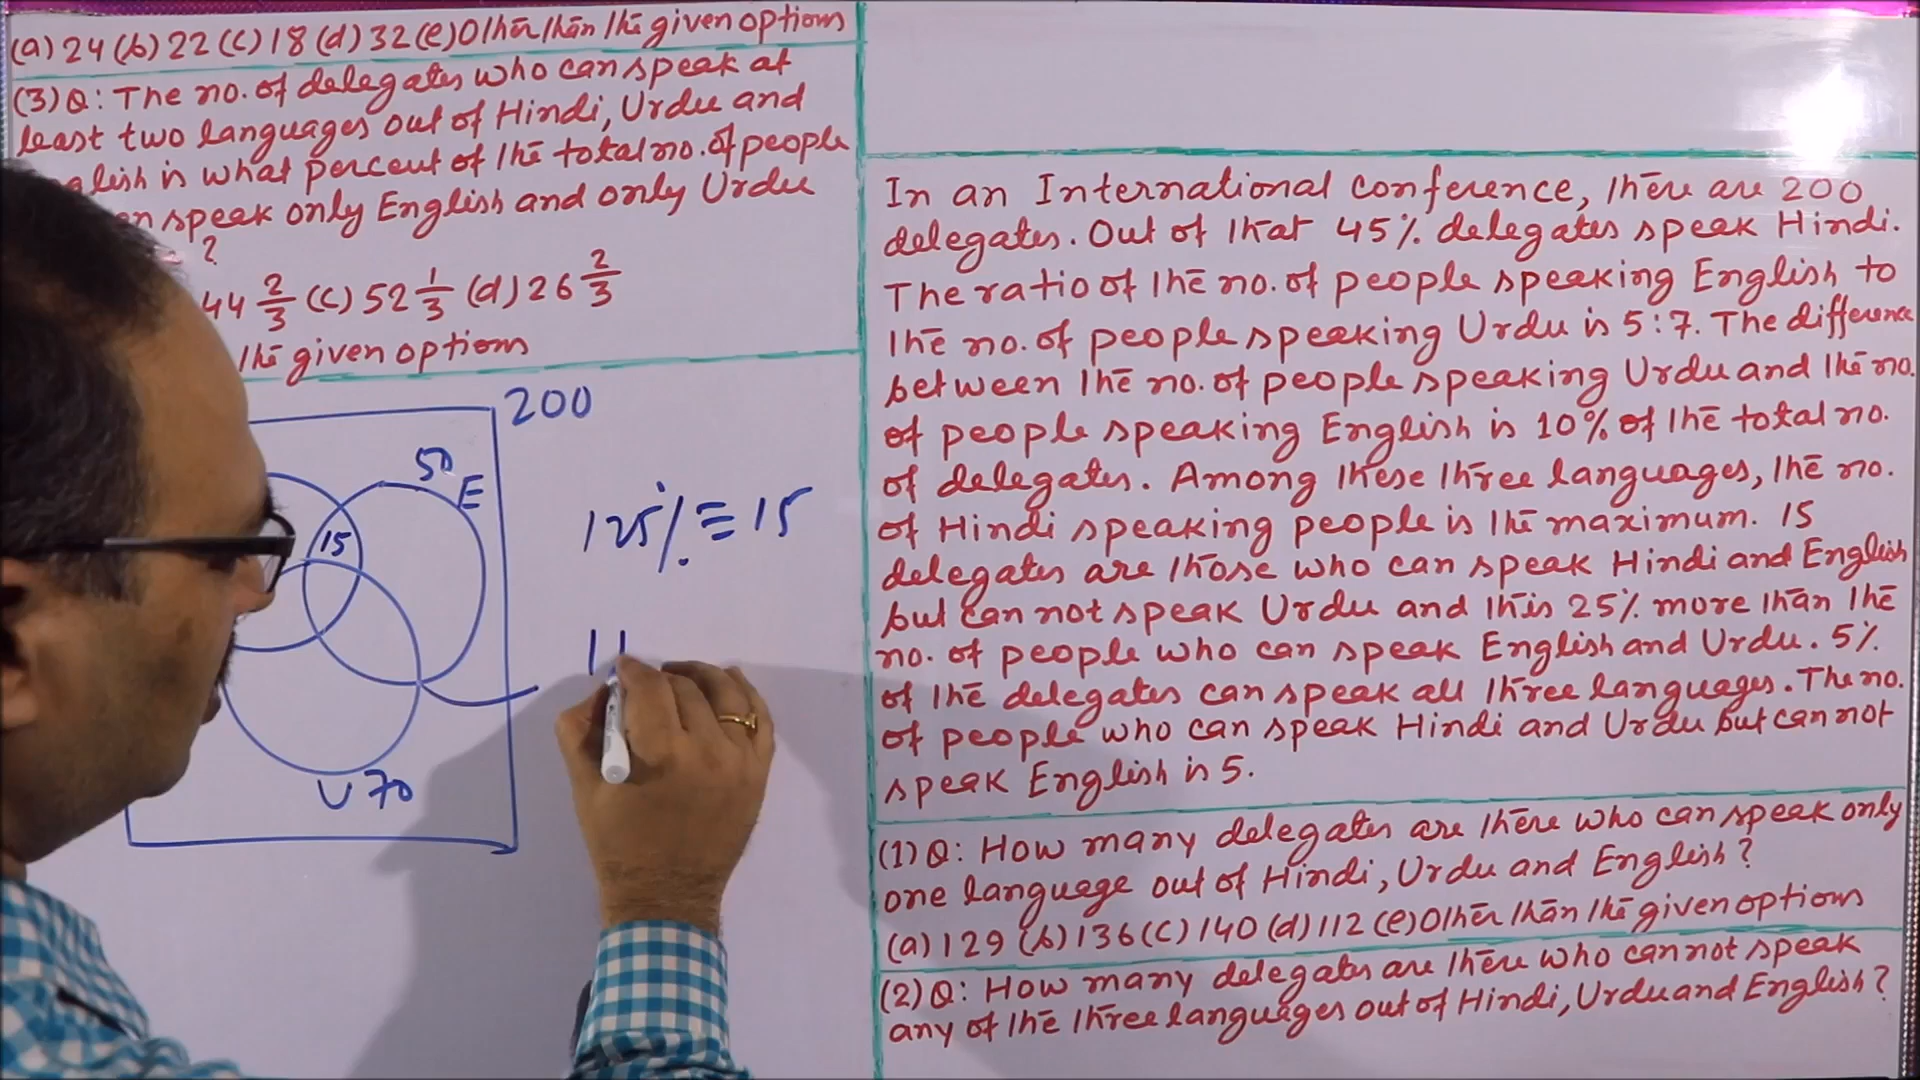 (a) 24 (b) 22 (c) 18 (d) 32 (e) Other than the given options
(3) Q: The no. of delegates who can speak at
least two languages out of Hindi, Urdu and
glish is what percent of the total no. of people
n speak only English and only Urdu
?
44 2/3 (c) 52 1/3 (d) 26 2/3
the given options
200
50
E
15
125% ≡ 15
U 70
In an International conference, there are 200
delegates. Out of that 45% delegates speak Hindi.
The ratio of the no. of people speaking English to
the no. of people speaking Urdu is 5:7. The difference
between the no. of people speaking Urdu and the no.
of people speaking English is 10% of the total no.
of delegates. Among these three languages, the no.
of Hindi speaking people is the maximum. 15
delegates are those who can speak Hindi and English
but can not speak Urdu and this is 25% more than the
no. of people who can speak English and Urdu. 5%
of the delegates can speak all three languages. The no.
of people who can speak Hindi and Urdu but can not
speak English is 5.
(1) Q: How many delegates are there who can speak only
one language out of Hindi, Urdu and English?
(a) 129 (b) 136 (c) 140 (d) 112 (e) Other than the given options
(2) Q: How many delegates are there who can not speak
any of the three languages out of Hindi, Urdu and English?